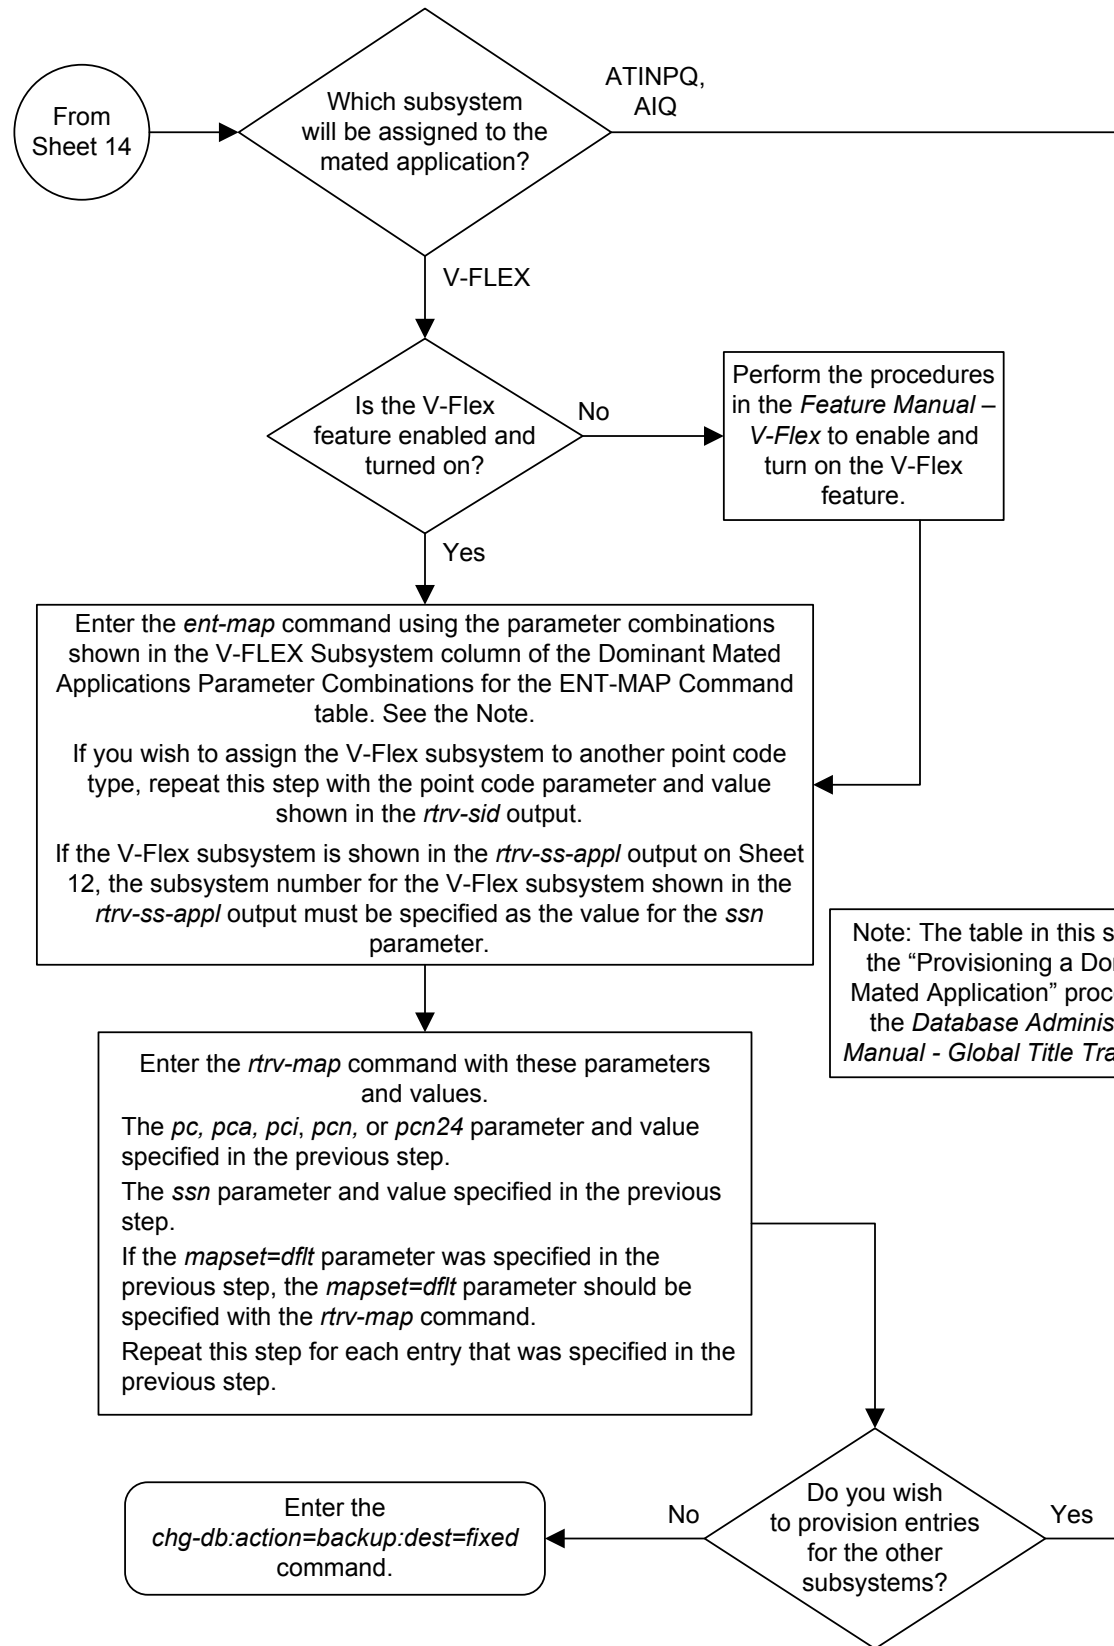 From
Sheet 14
Which subsystem
will be assigned to the
mated application?
ATINPQ,
AIQ
V-FLEX
Is the V-Flex
feature enabled and
turned on?
No
Perform the procedures
in the Feature Manual –
V-Flex to enable and
turn on the V-Flex
feature.
Yes
Enter the ent-map command using the parameter combinations
shown in the V-FLEX Subsystem column of the Dominant Mated
Applications Parameter Combinations for the ENT-MAP Command
table. See the Note.
If you wish to assign the V-Flex subsystem to another point code
type, repeat this step with the point code parameter and value
shown in the rtrv-sid output.
If the V-Flex subsystem is shown in the rtrv-ss-appl output on Sheet
12, the subsystem number for the V-Flex subsystem shown in the
rtrv-ss-appl output must be specified as the value for the ssn
parameter.
Note: The table in this s
the “Provisioning a Do
Mated Application” proce
the Database Adminis
Manual - Global Title Tra
Enter the rtrv-map command with these parameters
and values.
The pc, pca, pci, pcn, or pcn24 parameter and value
specified in the previous step.
The ssn parameter and value specified in the previous
step.
If the mapset=dflt parameter was specified in the
previous step, the mapset=dflt parameter should be
specified with the rtrv-map command.
Repeat this step for each entry that was specified in the
previous step.
Do you wish
to provision entries
for the other
subsystems?
No
Yes
Enter the
chg-db:action=backup:dest=fixed
command.